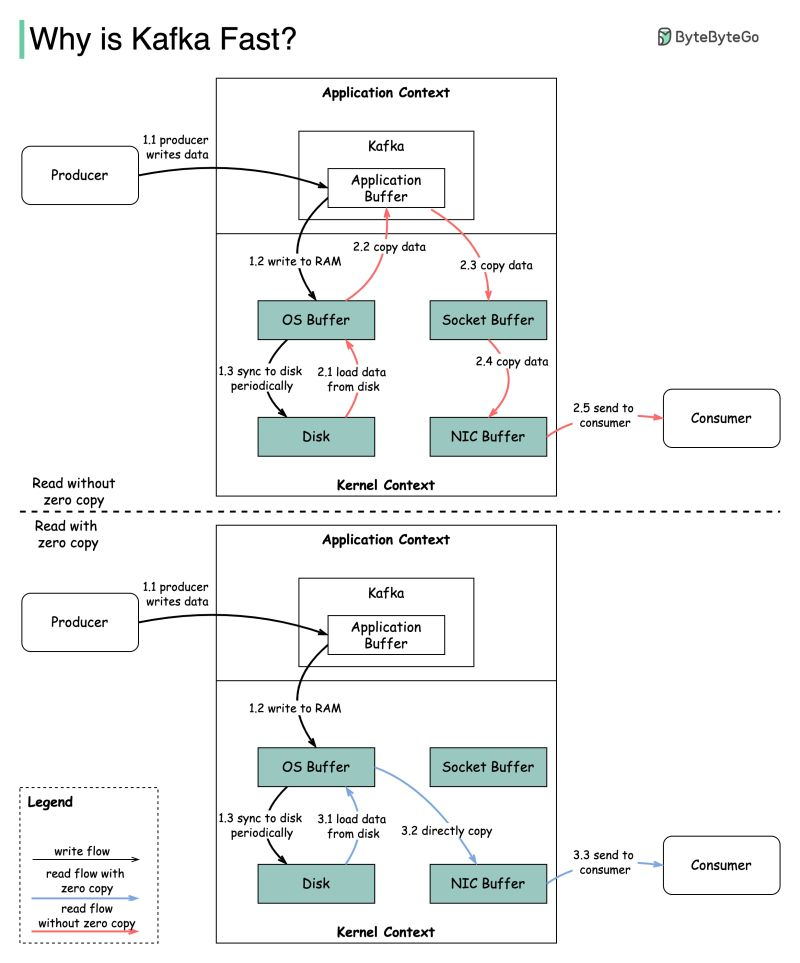 Why is Kafka Fast?
ByteByteGo
Application Context
Kafka
Application
Buffer
Producer
1.1 producer
writes data
1.2 write to RAM
2.2 copy data
2.3 copy data
OS Buffer
Socket Buffer
1.3 sync to disk
periodically
2.1 load data
from disk
2.4 copy data
Disk
NIC Buffer
2.5 send to
consumer
Consumer
Kernel Context
Read without
zero copy
Read with
zero copy
Application Context
Kafka
Application
Buffer
Producer
1.1 producer
writes data
1.2 write to RAM
OS Buffer
Socket Buffer
1.3 sync to disk
periodically
3.1 load data
from disk
3.2 directly copy
Disk
NIC Buffer
3.3 send to
consumer
Consumer
Kernel Context
Legend
write flow
read flow with
zero copy
read flow
without zero copy